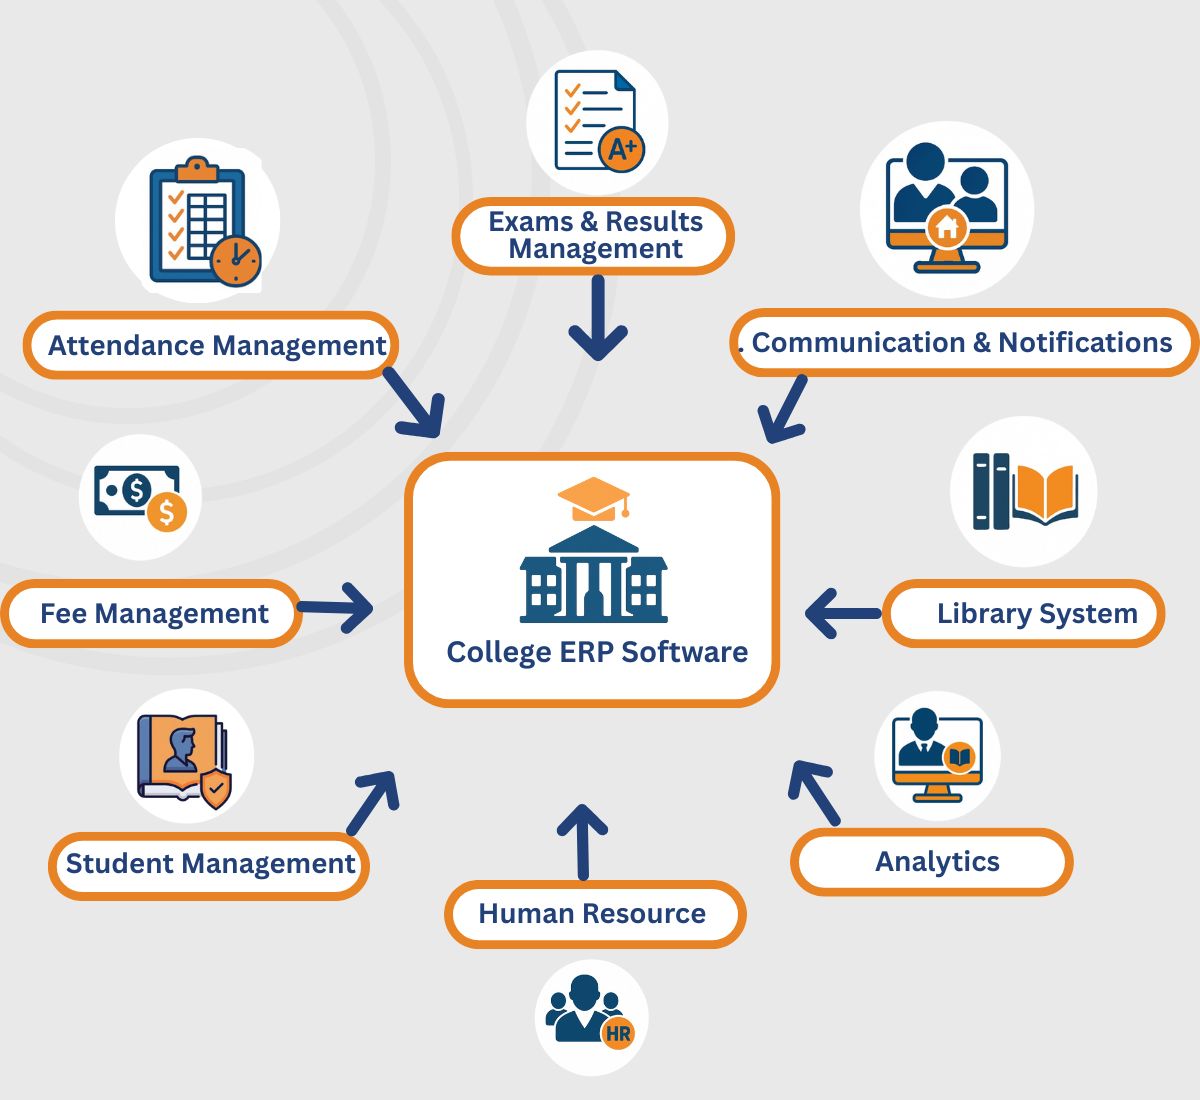 A+
Exams & Results
Management
Attendance Management
. Communication & Notifications
$
$
Fee Management
College ERP Software
Library System
Student Management
Analytics
Human Resource
HR